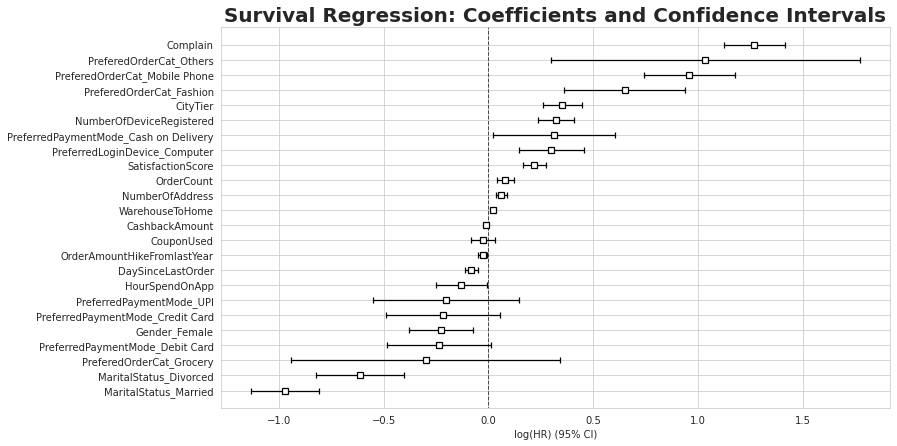 Survival Regression: Coefficients and Confidence Intervals
Complain
PreferedOrderCat_Others
PreferedOrderCat_Mobile Phone
PreferedOrderCat_Fashion
CityTier
NumberOfDeviceRegistered
PreferredPaymentMode_Cash on Delivery
PreferredLoginDevice_Computer
SatisfactionScore
OrderCount
NumberOfAddress
WarehouseToHome
CashbackAmount
CouponUsed
OrderAmountHikeFromlastYear
DaySinceLastOrder
HourSpendOnApp
PreferredPaymentMode_UPI
PreferredPaymentMode_Credit Card
Gender_Female
PreferredPaymentMode_Debit Card
PreferedOrderCat_Grocery
MaritalStatus_Divorced
MaritalStatus_Married
−1.0 −0.5 0.0 0.5 1.0 1.5
log(HR) (95% CI)